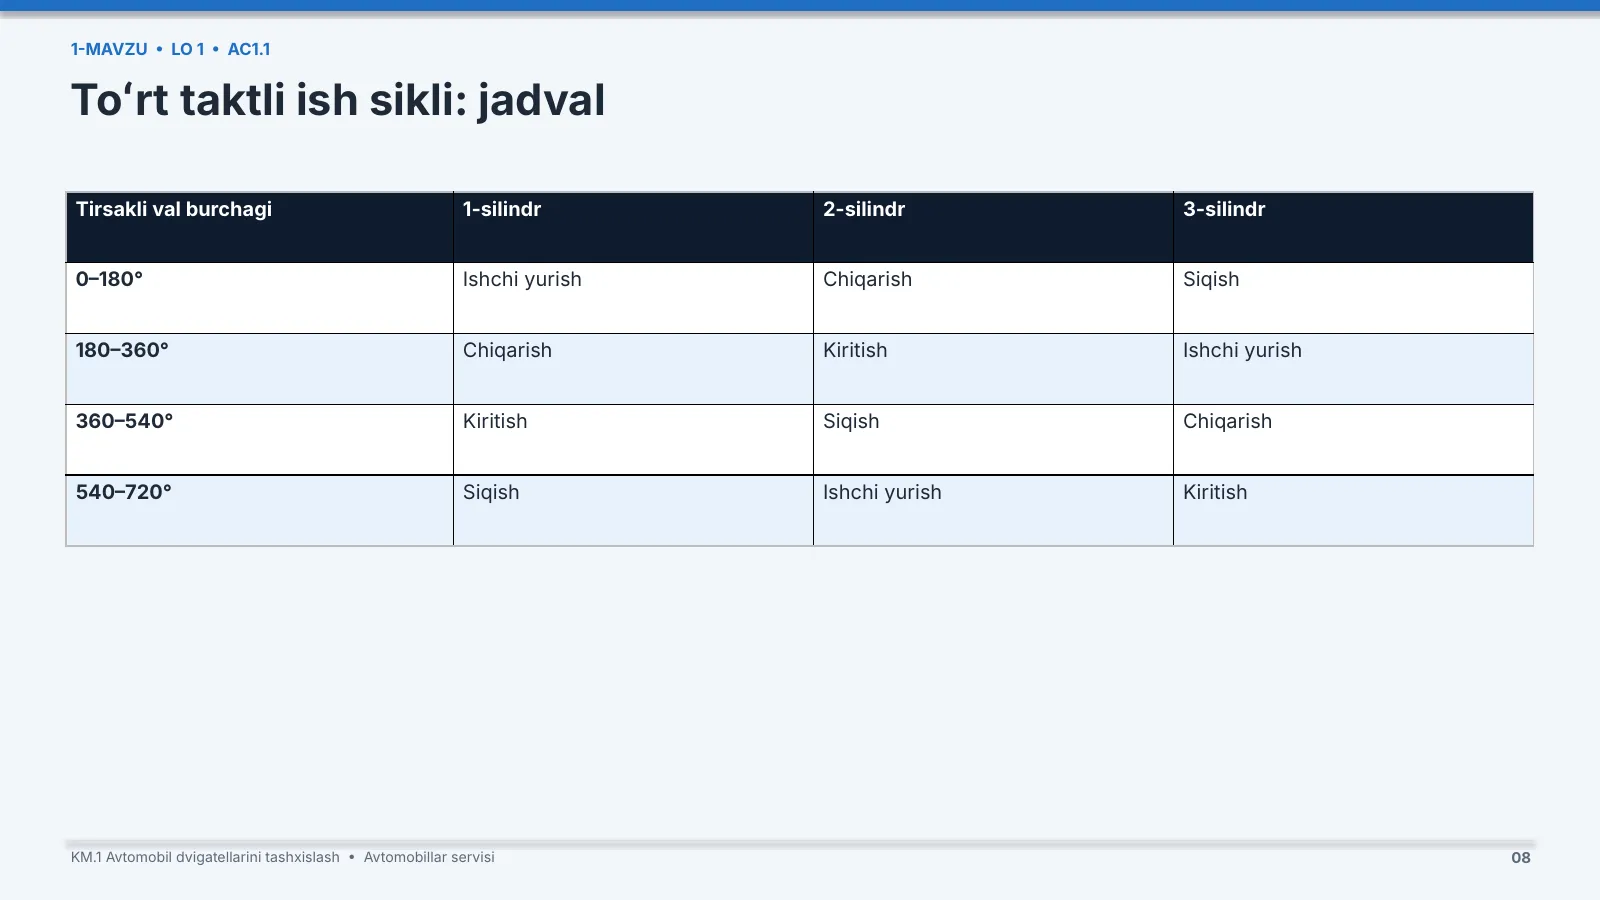 1-MAVZU • LO 1 • AC1.1
Toʻrt taktli ish sikli: jadval
Tirsakli val burchagi 1-silindr 2-silindr 3-silindr
0–180° Ishchi yurish Chiqarish Siqish
180–360° Chiqarish Kiritish Ishchi yurish
360–540° Kiritish Siqish Chiqarish
540–720° Siqish Ishchi yurish Kiritish
KM.1 Avtomobil dvigatellarini tashxislash • Avtomobillar servisi 08